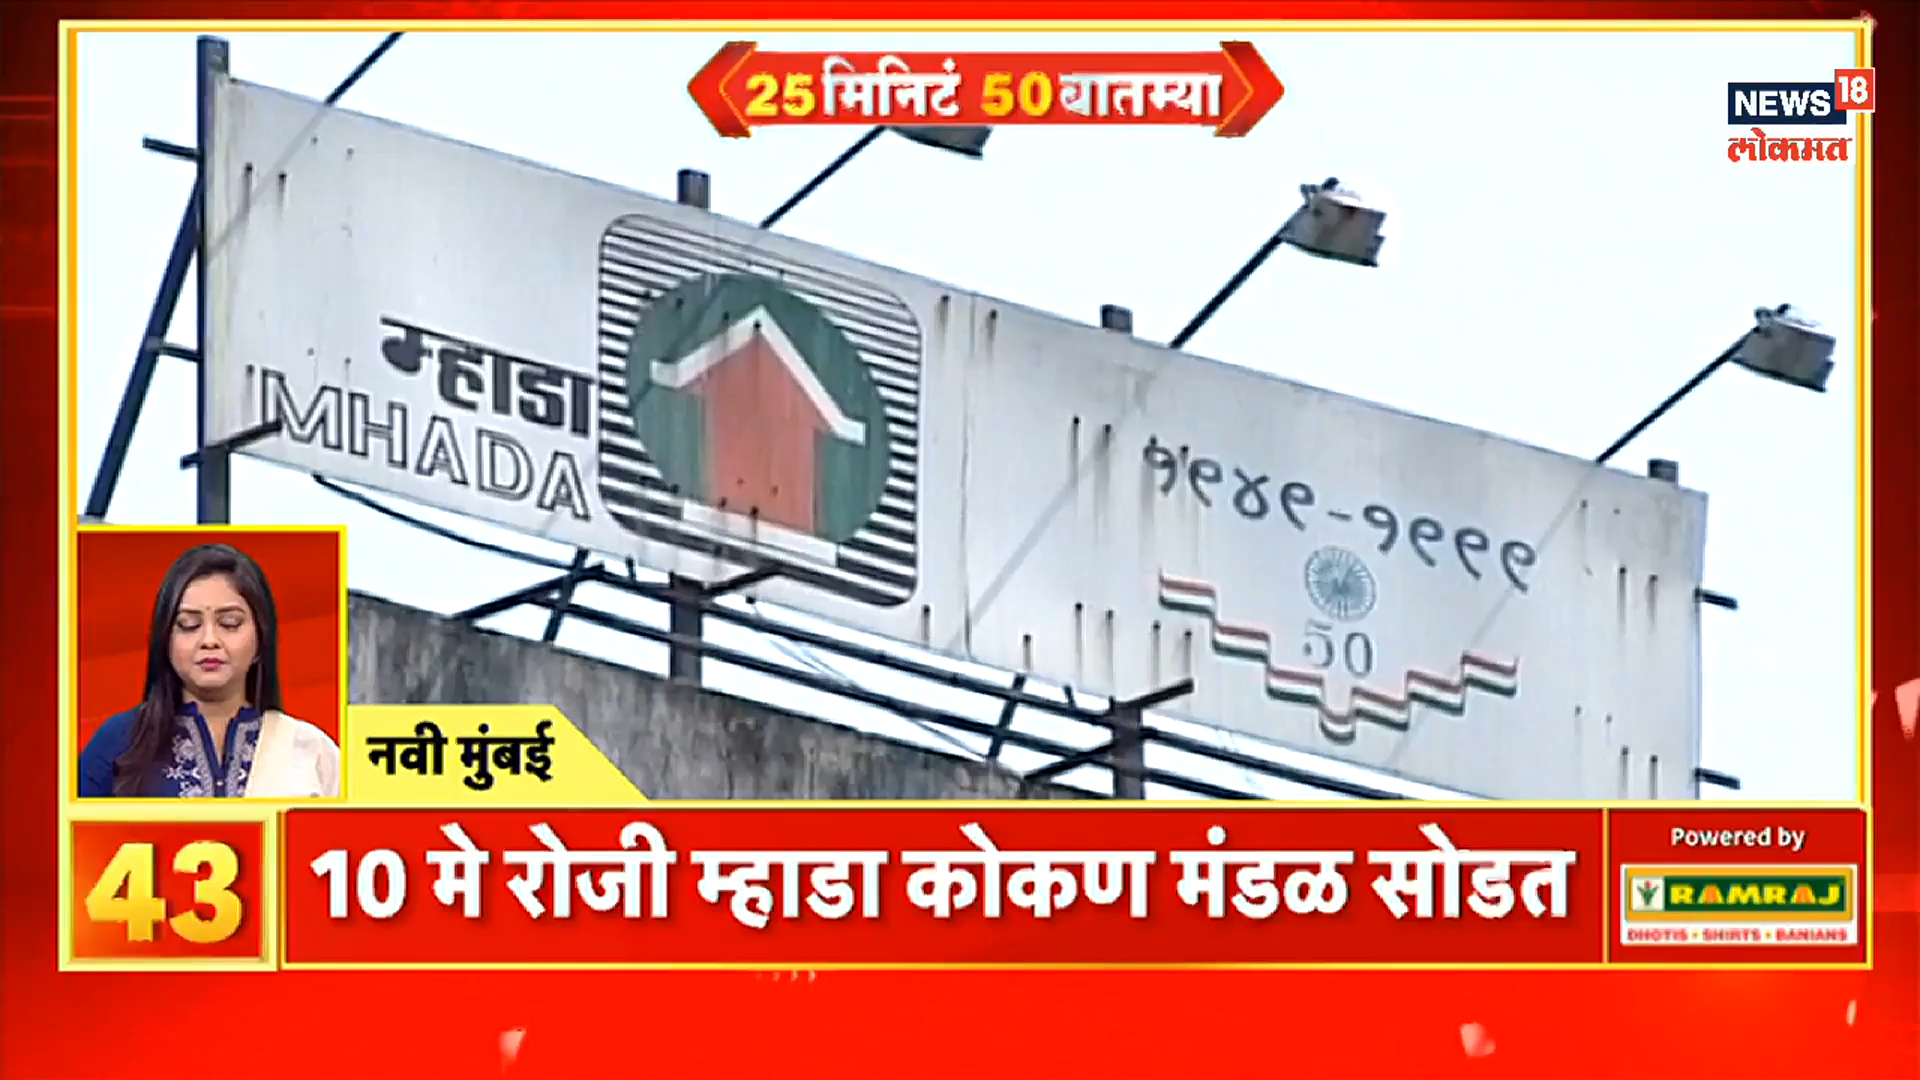 25 मिनिटं 50 बातम्या
NEWS 18
लोकमत
म्हाडा
MHADA
१९४९-१९९९
50
नवी मुंबई
43
10 मे रोजी म्हाडा कोकण मंडळ सोडत
Powered by
RAMRAJ
DHOTIS • SHIRTS • BANIANS